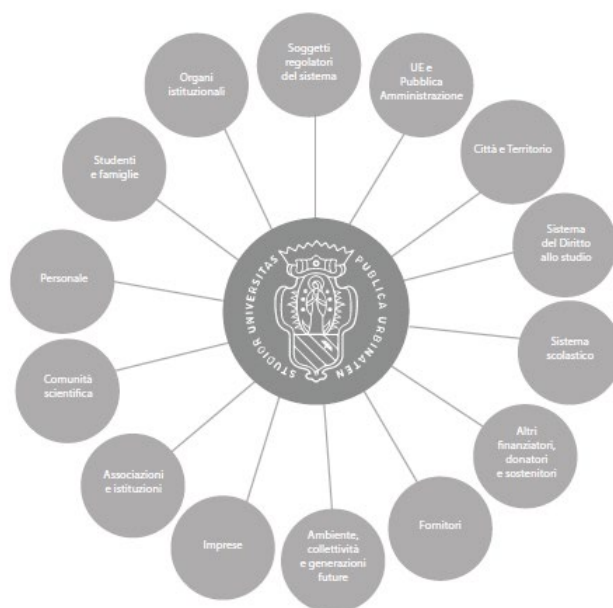 Soggetti
regolatori
del sistema
UE e
Pubblica
Amministrazione
Città e Territorio
Sistema
del Diritto
allo studio
Sistema
scolastico
Altri
finanziatori,
donatori
e sostenitori
Fornitori
Ambiente,
collettività
e generazioni
future
Imprese
Associazioni
e istituzioni
Comunità
scientifica
Personale
Studenti
e famiglie
Organi
istituzionali
STUDIOR UNIVERSITAS
PUBLICA URBINATEN